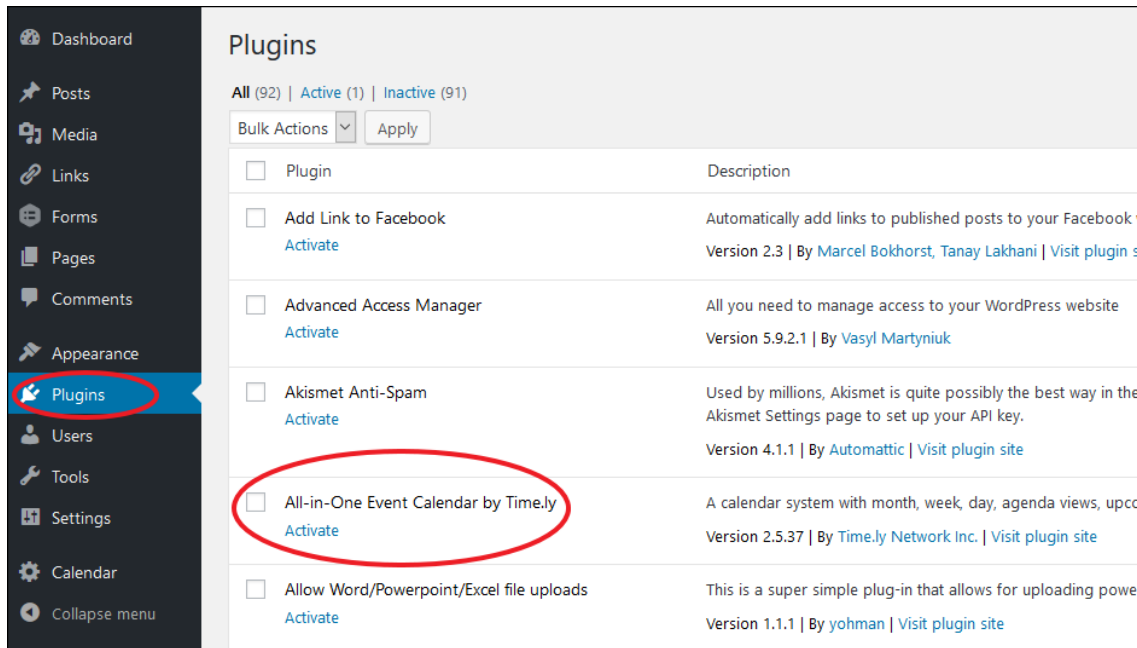 Dashboard
Posts
Media
Links
Forms
Pages
Comments
Appearance
Plugins
Users
Tools
Settings
Calendar
Collapse menu
Plugins
All (92) | Active (1) | Inactive (91)
Bulk Actions Apply
Plugin Description
Add Link to Facebook
Activate
Automatically add links to published posts to your Facebook
Version 2.3 | By Marcel Bokhorst, Tanay Lakhani | Visit plugin s
Advanced Access Manager
Activate
All you need to manage access to your WordPress website
Version 5.9.2.1 | By Vasyl Martyniuk
Akismet Anti-Spam
Activate
Used by millions, Akismet is quite possibly the best way in the
Akismet Settings page to set up your API key.
Version 4.1.1 | By Automattic | Visit plugin site
All-in-One Event Calendar by Time.ly
Activate
A calendar system with month, week, day, agenda views, upco
Version 2.5.37 | By Time.ly Network Inc. | Visit plugin site
Allow Word/Powerpoint/Excel file uploads
Activate
This is a super simple plug-in that allows for uploading powe
Version 1.1.1 | By yohman | Visit plugin site